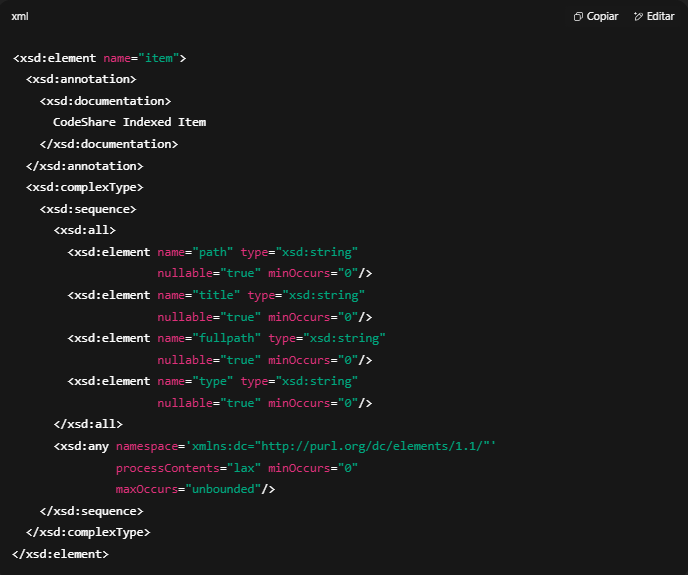 xml
Copiar
Editar
<xsd:element name="item">
  <xsd:annotation>
    <xsd:documentation>
      CodeShare Indexed Item
    </xsd:documentation>
  </xsd:annotation>
  <xsd:complexType>
    <xsd:sequence>
      <xsd:all>
        <xsd:element name="path" type="xsd:string"
                     nullable="true" minOccurs="0"/>
        <xsd:element name="title" type="xsd:string"
                     nullable="true" minOccurs="0"/>
        <xsd:element name="fullpath" type="xsd:string"
                     nullable="true" minOccurs="0"/>
        <xsd:element name="type" type="xsd:string"
                     nullable="true" minOccurs="0"/>
      </xsd:all>
      <xsd:any namespace='xmlns:dc="http://purl.org/dc/elements/1.1/"'
               processContents="lax" minOccurs="0"
               maxOccurs="unbounded"/>
    </xsd:sequence>
  </xsd:complexType>
</xsd:element>